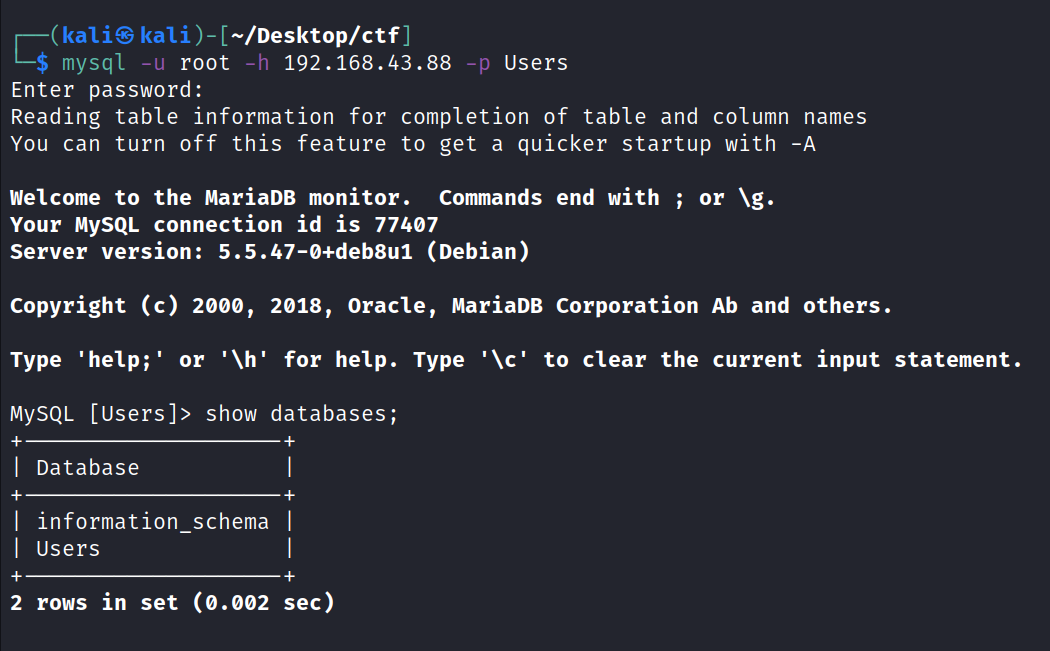 ┌──(kali㉿kali)-[~/Desktop/ctf]
└─$ mysql -u root -h 192.168.43.88 -p Users
Enter password:
Reading table information for completion of table and column names
You can turn off this feature to get a quicker startup with -A
Welcome to the MariaDB monitor.  Commands end with ; or \g.
Your MySQL connection id is 77407
Server version: 5.5.47-0+deb8u1 (Debian)
Copyright (c) 2000, 2018, Oracle, MariaDB Corporation Ab and others.
Type 'help;' or '\h' for help. Type '\c' to clear the current input statement.
MySQL [Users]> show databases;
+--------------------+
| Database           |
+--------------------+
| information_schema |
| Users              |
+--------------------+
2 rows in set (0.002 sec)